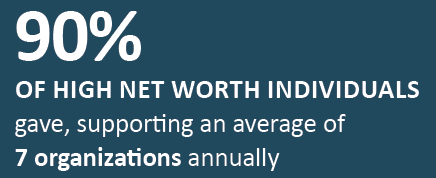 90%
OF HIGH NET WORTH INDIVIDUALS
gave, supporting an average of
7 organizations annually